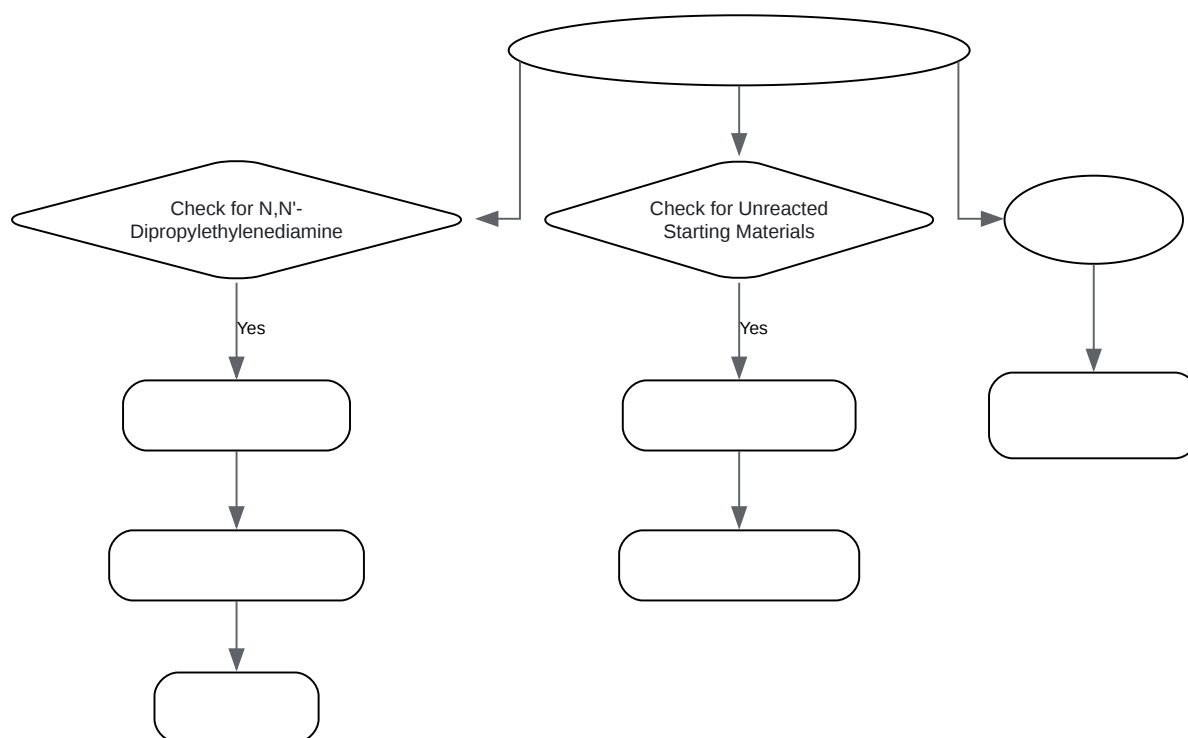 Check for N,N'-
Dipropylethylenediamine
Check for Unreacted
Starting Materials
Yes
Yes